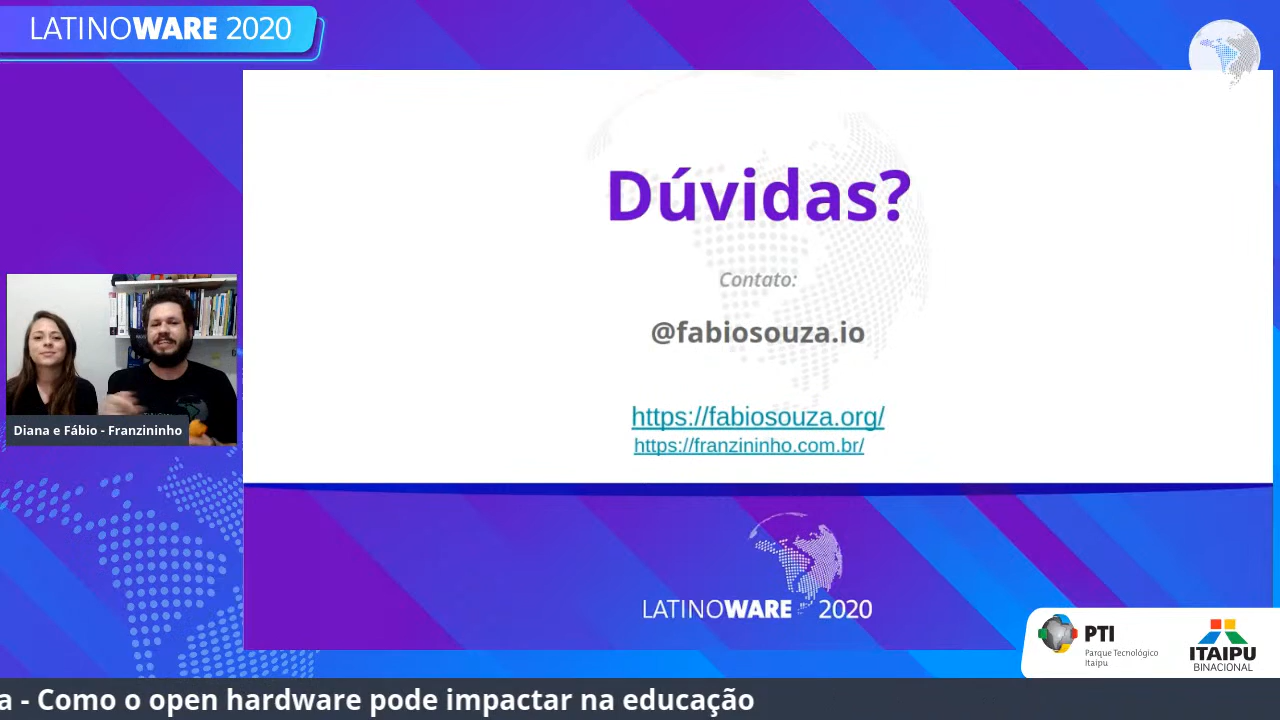 LATINOWARE 2020
Dúvidas?
Contato:
@fabiosouza.io
https://fabiosouza.org/
https://franzininho.com.br/
Diana e Fábio - Franzininho
LATINOWARE 2020
PTI
Parque Tecnológico
Itaipu
ITAIPU
BINACIONAL
a - Como o open hardware pode impactar na educação